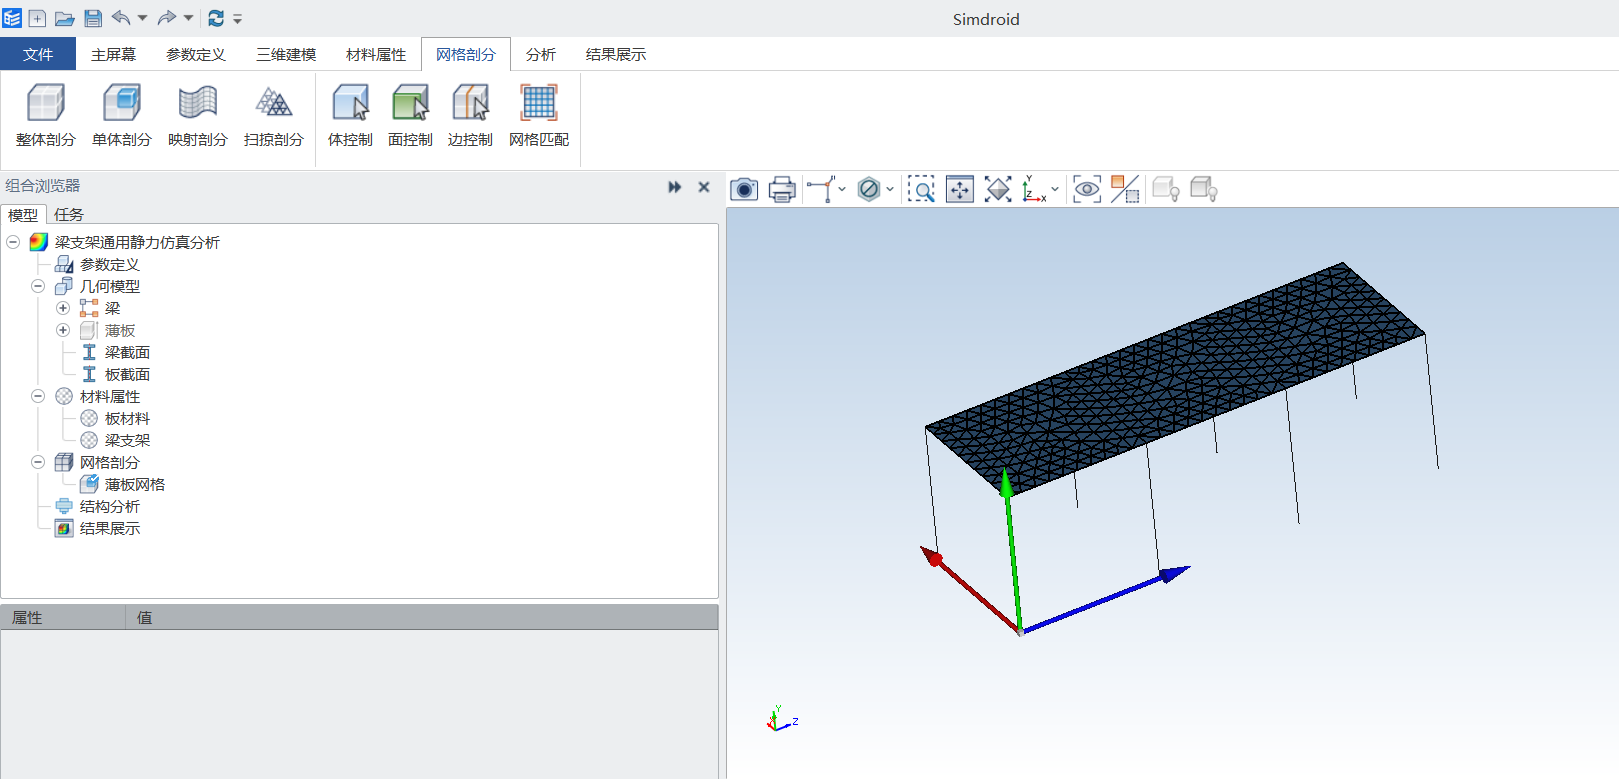 Simdroid
文件 主屏幕 参数定义 三维建模 材料属性 网格剖分 分析 结果展示
整体剖分 单体剖分 映射剖分 扫掠剖分 体控制 面控制 边控制 网格匹配
组合浏览器
模型 任务
梁支架通用静力仿真分析
参数定义
几何模型
梁
薄板
梁截面
板截面
材料属性
板材料
梁支架
网格剖分
薄板网格
结构分析
结果展示
属性 值
Y
Z
X
Y
Z